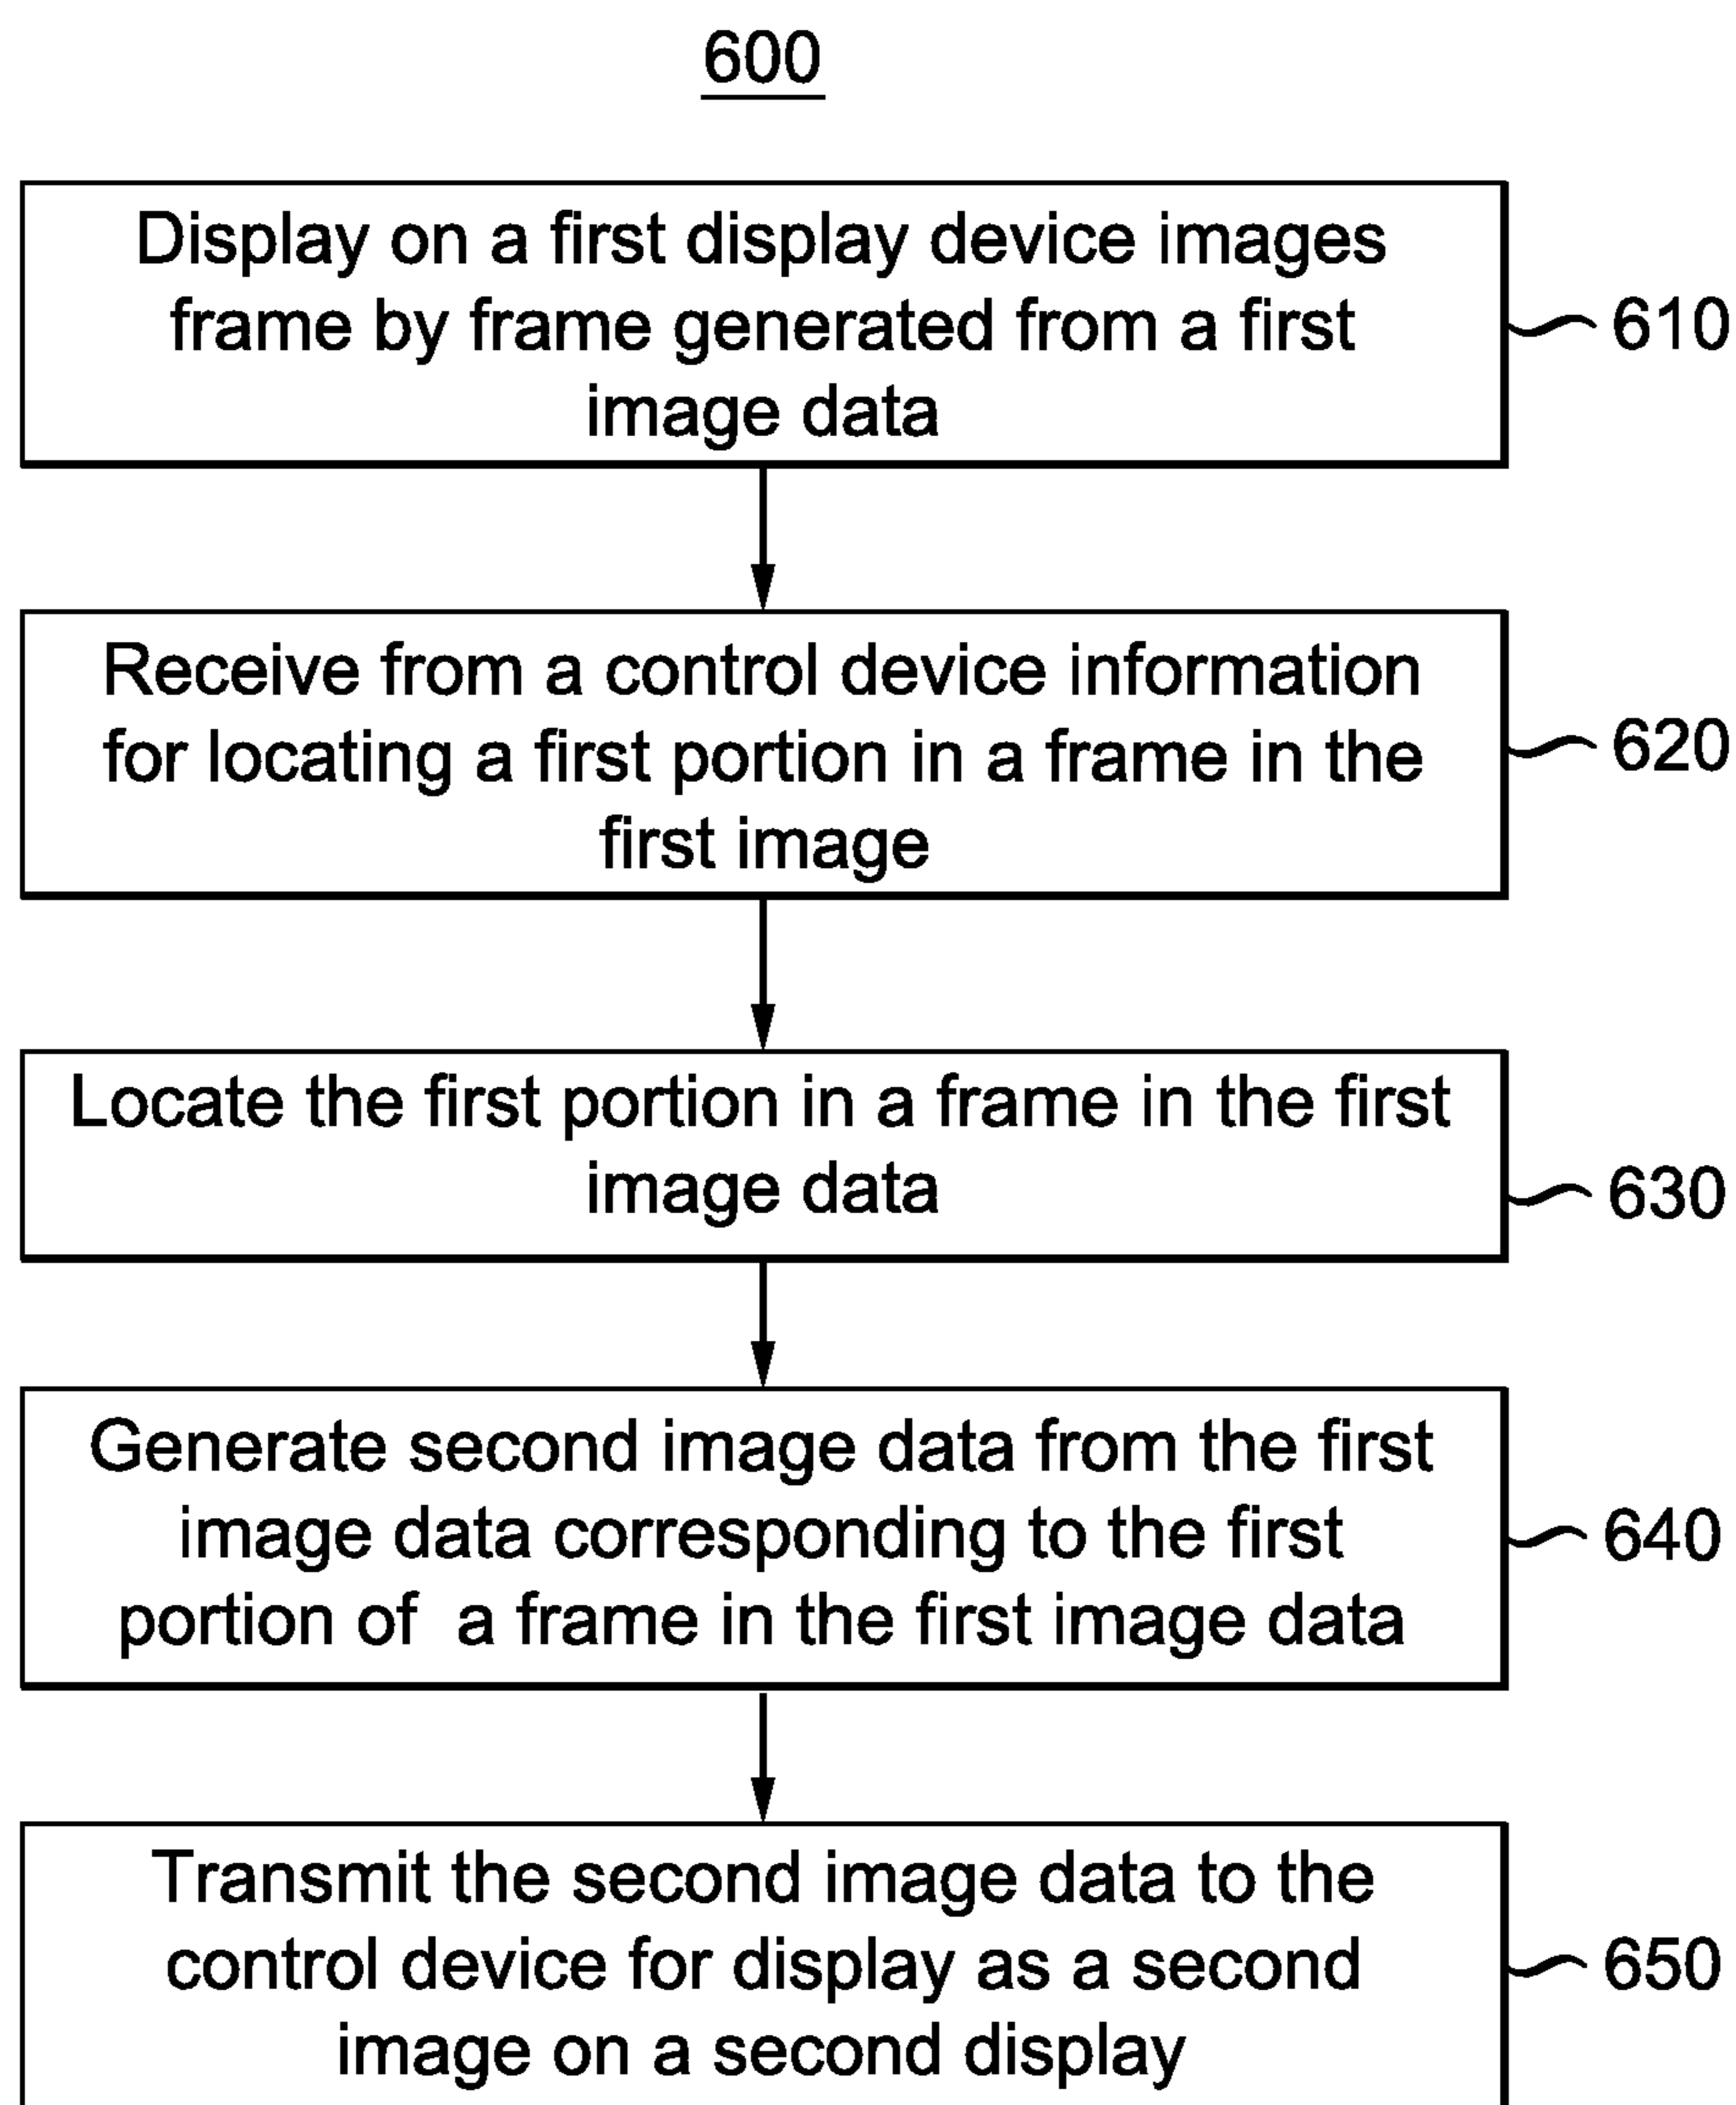 600
Display on a first display device images
frame by frame generated from a first
image data
610
Receive from a control device information
for locating a first portion in a frame in the
first image
620
Locate the first portion in a frame in the first
image data
630
Generate second image data from the first
image data corresponding to the first
portion of a frame in the first image data
640
Transmit the second image data to the
control device for display as a second
image on a second display
650